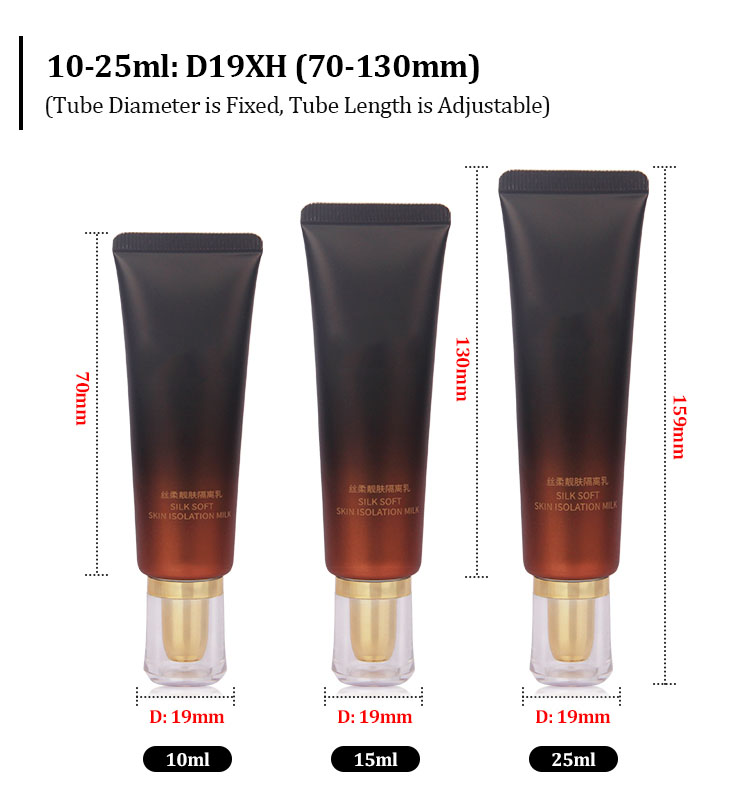 10-25ml: D19XH (70-130mm)
(Tube Diameter is Fixed, Tube Length is Adjustable)
70mm
130mm
159mm
丝柔靓肤隔离乳
SILK SOFT
SKIN ISOLATION MILK
丝柔靓肤隔离乳
SILK SOFT
SKIN ISOLATION MILK
丝柔靓肤隔离乳
SILK SOFT
SKIN ISOLATION MILK
D: 19mm
D: 19mm
D: 19mm
10ml
15ml
25ml